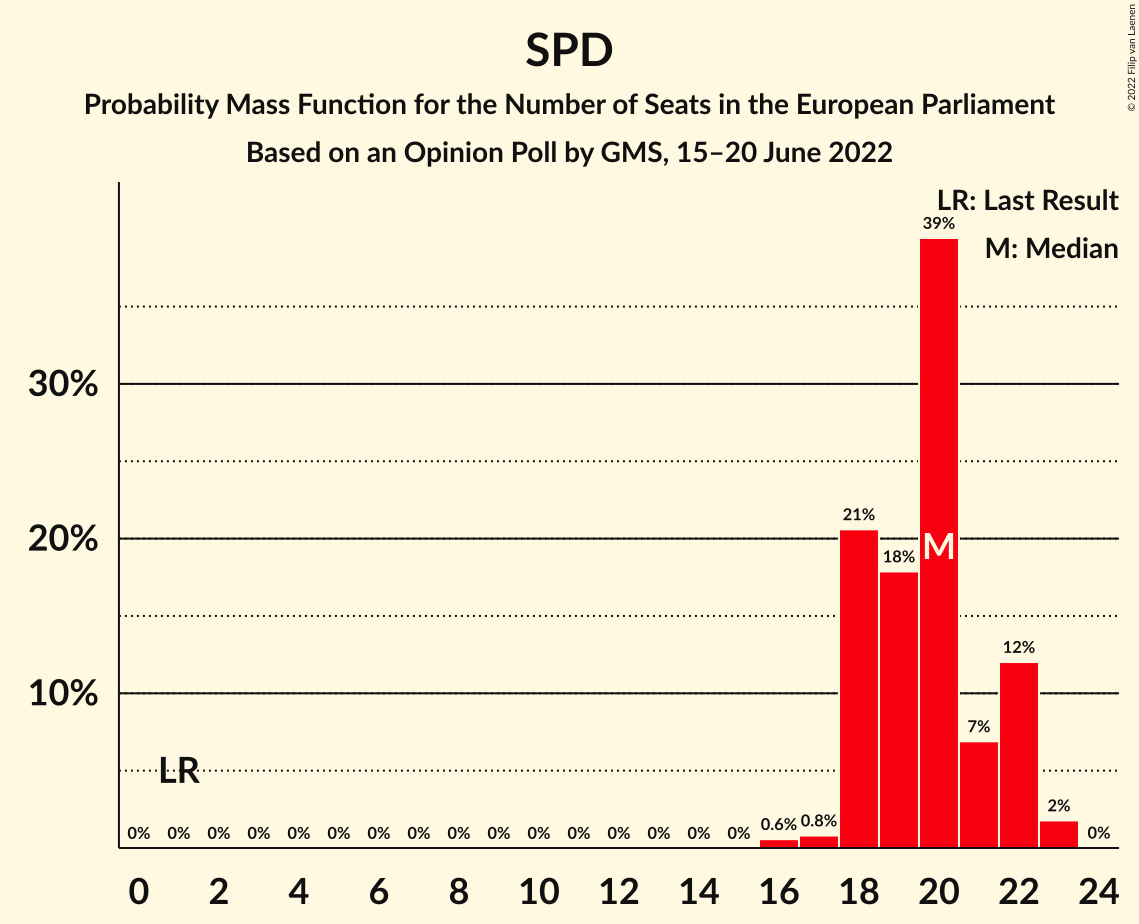 SPD
Probability Mass Function for the Number of Seats in the European Parliament
Based on an Opinion Poll by GMS, 15–20 June 2022
© 2022 Filip van Laenen
LR: Last Result
M: Median
39%
30%
20%
10%
21%
18%
M
12%
7%
LR
0% 0% 0% 0% 0% 0% 0% 0% 0% 0% 0% 0% 0% 0% 0% 0% 0.6% 0.8% 2% 0%
0 2 4 6 8 10 12 14 16 18 20 22 24